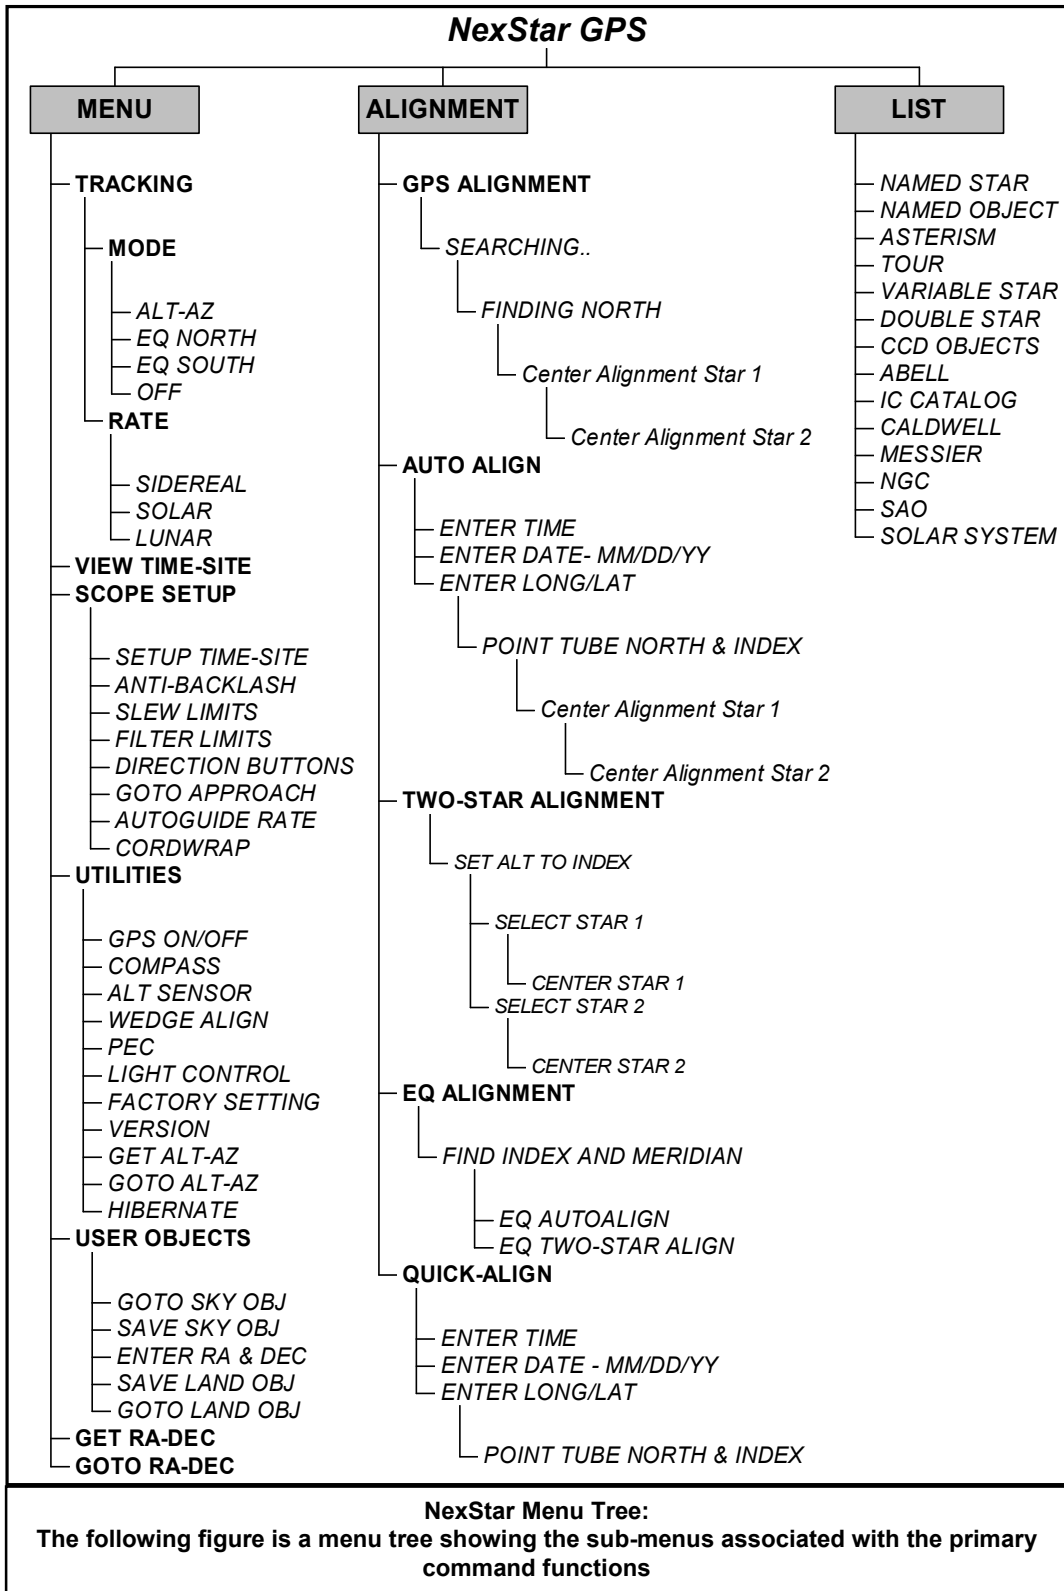 NexStar GPS
MENU
TRACKING
MODE
ALT-AZ
EQ NORTH
EQ SOUTH
OFF
RATE
SIDEREAL
SOLAR
LUNAR
VIEW TIME-SITE
SCOPE SETUP
SETUP TIME-SITE
ANTI-BACKLASH
SLEW LIMITS
FILTER LIMITS
DIRECTION BUTTONS
GOTO APPROACH
AUTOGUIDE RATE
CORDWRAP
UTILITIES
GPS ON/OFF
COMPASS
ALT SENSOR
WEDGE ALIGN
PEC
LIGHT CONTROL
FACTORY SETTING
VERSION
GET ALT-AZ
GOTO ALT-AZ
HIBERNATE
USER OBJECTS
GOTO SKY OBJ
SAVE SKY OBJ
ENTER RA & DEC
SAVE LAND OBJ
GOTO LAND OBJ
GET RA-DEC
GOTO RA-DEC
ALIGNMENT
GPS ALIGNMENT
SEARCHING..
FINDING NORTH
Center Alignment Star 1
Center Alignment Star 2
AUTO ALIGN
ENTER TIME
ENTER DATE- MM/DD/YY
ENTER LONG/LAT
POINT TUBE NORTH & INDEX
Center Alignment Star 1
Center Alignment Star 2
TWO-STAR ALIGNMENT
SET ALT TO INDEX
SELECT STAR 1
CENTER STAR 1
SELECT STAR 2
CENTER STAR 2
EQ ALIGNMENT
FIND INDEX AND MERIDIAN
EQ AUTOALIGN
EQ TWO-STAR ALIGN
QUICK-ALIGN
ENTER TIME
ENTER DATE - MM/DD/YY
ENTER LONG/LAT
POINT TUBE NORTH & INDEX
LIST
NAMED STAR
NAMED OBJECT
ASTERISM
TOUR
VARIABLE STAR
DOUBLE STAR
CCD OBJECTS
ABELL
IC CATALOG
CALDWELL
MESSIER
NGC
SAO
SOLAR SYSTEM
NexStar Menu Tree:
The following figure is a menu tree showing the sub-menus associated with the primary
command functions